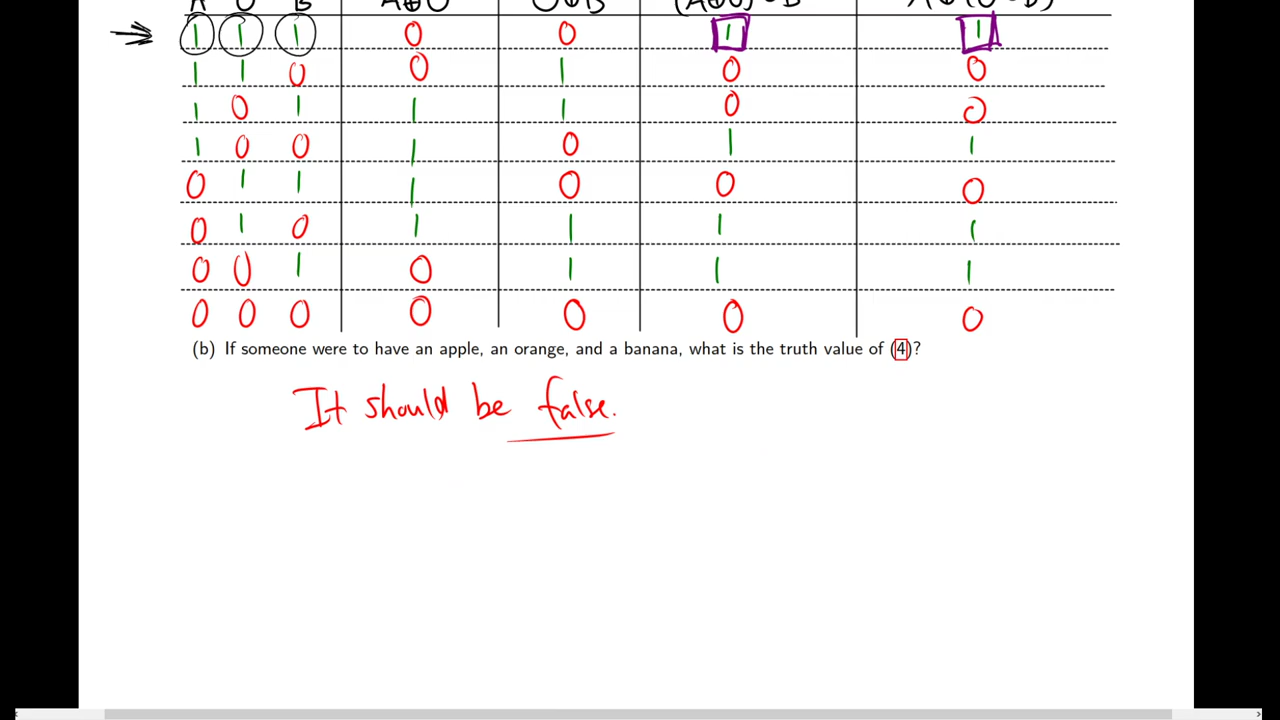 A O B A⊕O O⊕B (A⊕O)⊕B A⊕(O⊕B)
1 1 1 0 0 1 1
1 1 0 0 1 0 0
1 0 1 1 1 0 0
1 0 0 1 0 1 1
0 1 1 1 0 0 0
0 1 0 1 1 1 1
0 0 1 0 1 1 1
0 0 0 0 0 0 0
(b) If someone were to have an apple, an orange, and a banana, what is the truth value of (4)?
It should be false.